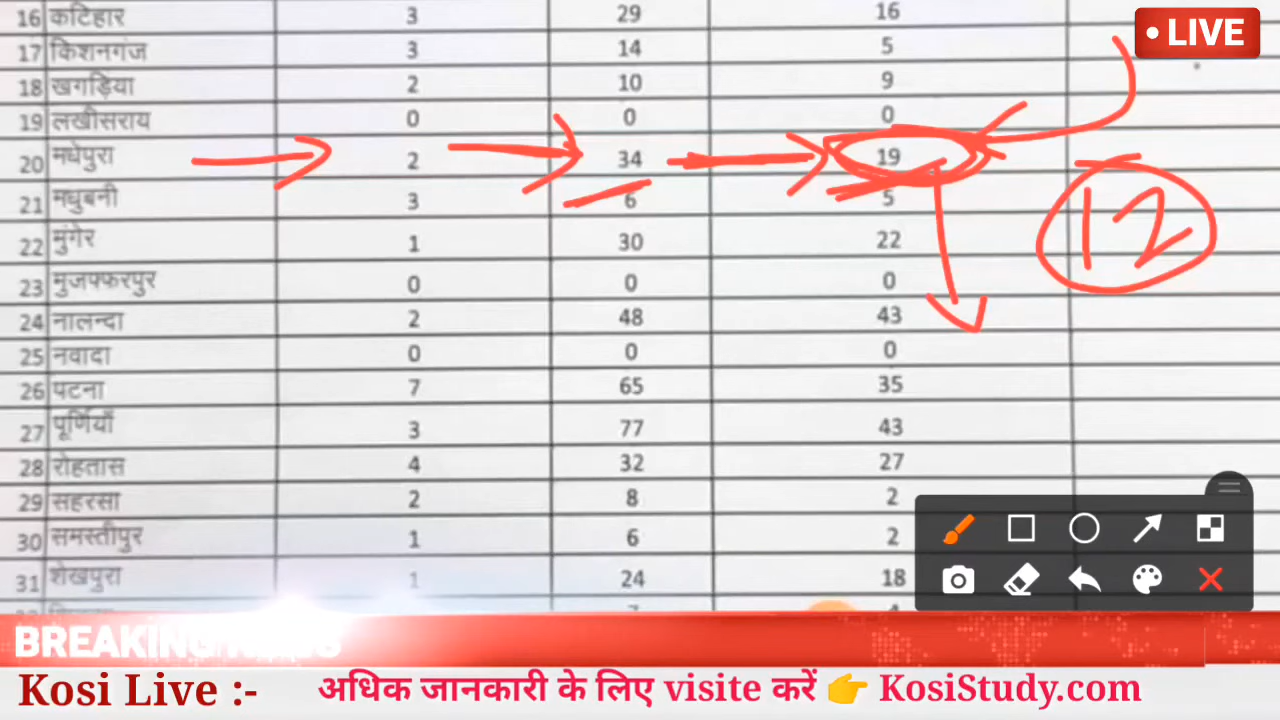 16 कटिहार 3 29 16
• LIVE
17 किशनगंज 3 14 5
18 खगड़िया 2 10 9
19 लखीसराय 0 0 0
20 मधेपुरा 2 34 19
12
21 मधुबनी 3 6 5
22 मुंगेर 1 30 22
23 मुजफ्फरपुर 0 0 0
24 नालन्दा 2 48 43
25 नवादा 0 0 0
26 पटना 7 65 35
27 पूर्णियाँ 3 77 43
28 रोहतास 4 32 27
29 सहरसा 2 8 2
30 समस्तीपुर 1 6 2
31 शेखपुरा 1 24 18
BREAKING NEWS
Kosi Live :- अधिक जानकारी के लिए visite करें 👉 KosiStudy.com